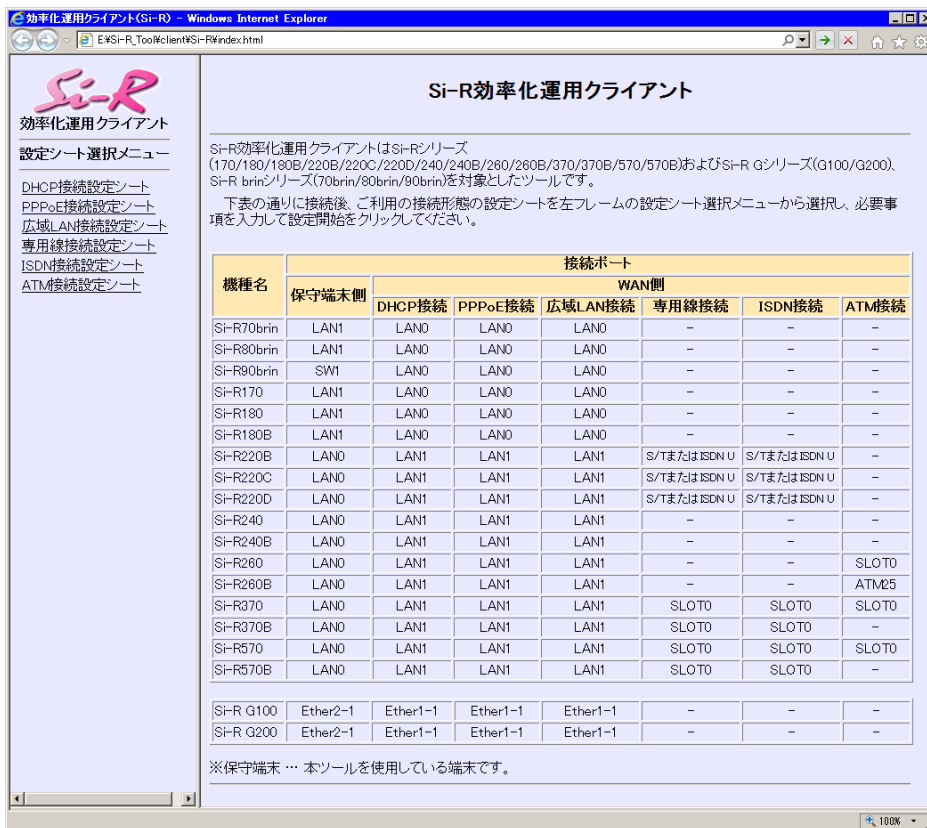 効率化運用クライアント(Si-R) - Windows Internet Explorer
E:¥Si-R_Tool¥client¥Si-R¥index.html
Si-R
効率化運用クライアント
設定シート選択メニュー
DHCP接続設定シート
PPPoE接続設定シート
広域LAN接続設定シート
専用線接続設定シート
ISDN接続設定シート
ATM接続設定シート
Si-R効率化運用クライアント
Si-R効率化運用クライアントはSi-Rシリーズ
(170/180/180B/220B/220C/220D/240/240B/260/260B/370/370B/570/570B)およびSi-R Gシリーズ(G100/G200)、
Si-R brinシリーズ(70brin/80brin/90brin)を対象としたツールです。
下表の通りに接続後、ご利用の接続形態の設定シートを左フレームの設定シート選択メニューから選択し、必要事
項を入力して設定開始をクリックしてください。
機種名 接続ポート
保守端末側 WAN側
DHCP接続 PPPoE接続 広域LAN接続 専用線接続 ISDN接続 ATM接続
Si-R70brin LAN1 LAN0 LAN0 LAN0 - - -
Si-R80brin LAN1 LAN0 LAN0 LAN0 - - -
Si-R90brin SW1 LAN0 LAN0 LAN0 - - -
Si-R170 LAN1 LAN0 LAN0 LAN0 - - -
Si-R180 LAN1 LAN0 LAN0 LAN0 - - -
Si-R180B LAN1 LAN0 LAN0 LAN0 - - -
Si-R220B LAN0 LAN1 LAN1 LAN1 S/TまたはISDN U S/TまたはISDN U -
Si-R220C LAN0 LAN1 LAN1 LAN1 S/TまたはISDN U S/TまたはISDN U -
Si-R220D LAN0 LAN1 LAN1 LAN1 S/TまたはISDN U S/TまたはISDN U -
Si-R240 LAN0 LAN1 LAN1 LAN1 - - -
Si-R240B LAN0 LAN1 LAN1 LAN1 - - -
Si-R260 LAN0 LAN1 LAN1 LAN1 - - SLOT0
Si-R260B LAN0 LAN1 LAN1 LAN1 - - ATM25
Si-R370 LAN0 LAN1 LAN1 LAN1 SLOT0 SLOT0 SLOT0
Si-R370B LAN0 LAN1 LAN1 LAN1 SLOT0 SLOT0 -
Si-R570 LAN0 LAN1 LAN1 LAN1 SLOT0 SLOT0 SLOT0
Si-R570B LAN0 LAN1 LAN1 LAN1 SLOT0 SLOT0 -
Si-R G100 Ether2-1 Ether1-1 Ether1-1 Ether1-1 - - -
Si-R G200 Ether2-1 Ether1-1 Ether1-1 Ether1-1 - - -
※保守端末 … 本ツールを使用している端末です。
100%